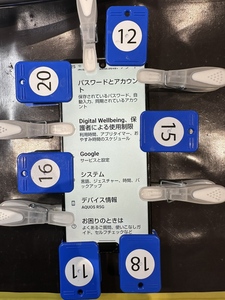 12
20
パスワードとアカウン
ト
保存されているパスワード、自
動入力、同期されているアカウ
ント
Digital Wellbeing、保
護者による使用制限
利用時間、アプリタイマー、お
やすみ時間のスケジュール
15
Google
サービスと設定
16
システム
言語、ジェスチャー、時間、バ
ックアップ
デバイス情報
AQUOS R5G
お困りのときは
よくあるご質問、使いこなしガ
イド、セルフチェックなど
11
18